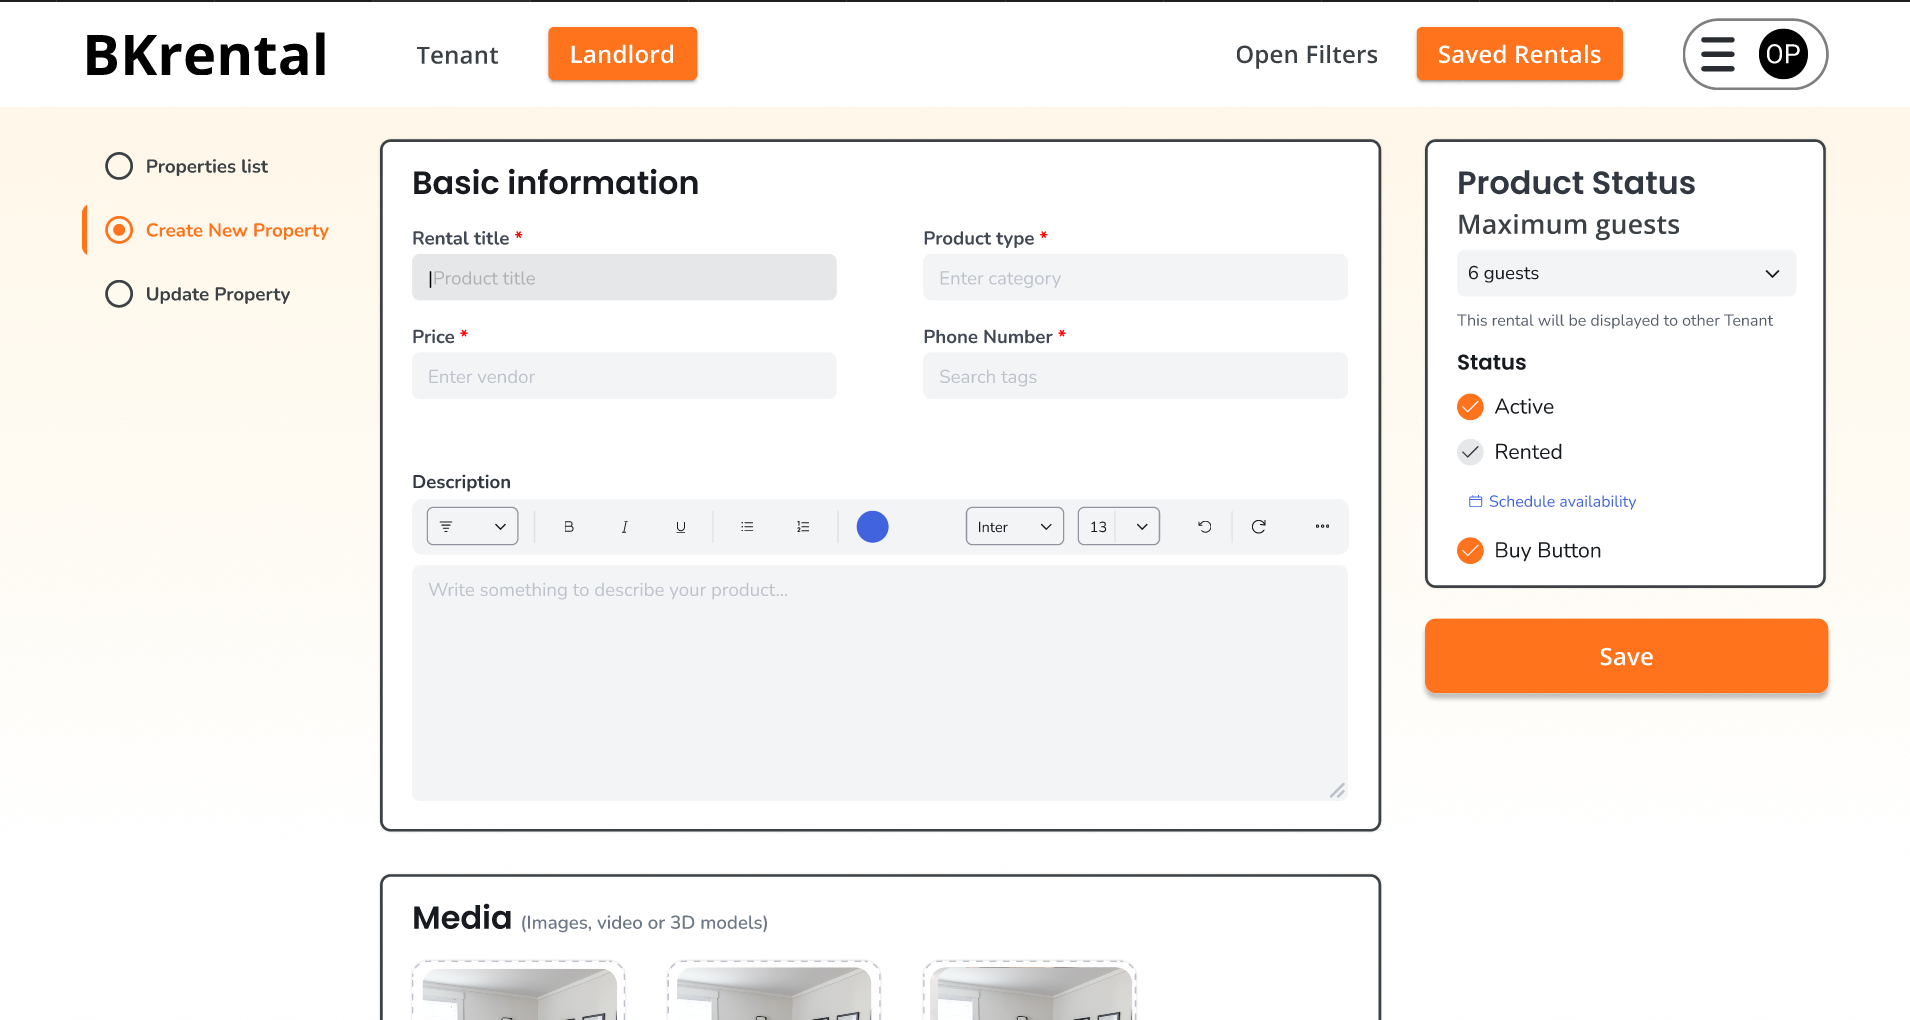 BKrental
Tenant
Landlord
Open Filters
Saved Rentals
OP
Properties list
Create New Property
Update Property
Basic information
Rental title *
Product title
Product type *
Enter category
Price *
Enter vendor
Phone Number *
Search tags
Description
B I U
Inter
13
Write something to describe your product...
Media (Images, video or 3D models)
Product Status
Maximum guests
6 guests
This rental will be displayed to other Tenant
Status
Active
Rented
Schedule availability
Buy Button
Save